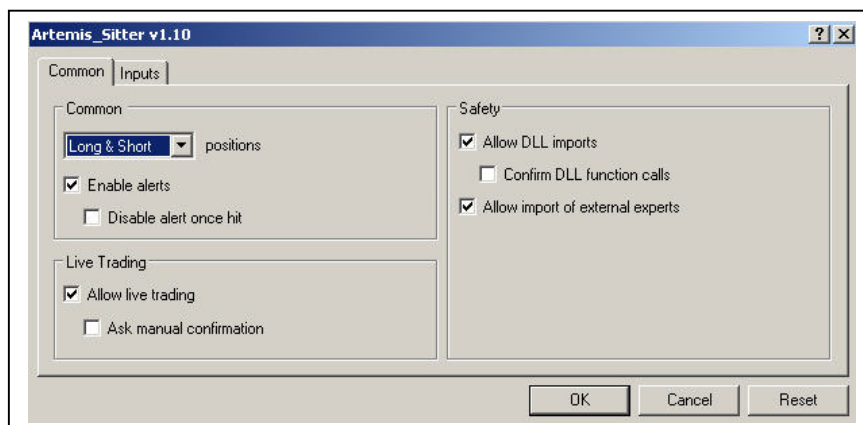 Artemis_Sitter v1.10
Common
Inputs
Common
Long & Short
positions
Enable alerts
Disable alert once hit
Live Trading
Allow live trading
Ask manual confirmation
Safety
Allow DLL imports
Confirm DLL function calls
Allow import of external experts
OK
Cancel
Reset